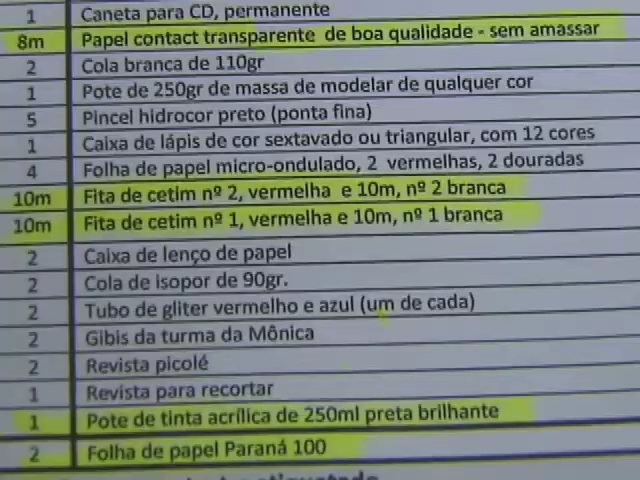 1 Caneta para CD, permanente
8m Papel contact transparente de boa qualidade - sem amassar
2 Cola branca de 110gr
1 Pote de 250gr de massa de modelar de qualquer cor
5 Pincel hidrocor preto (ponta fina)
1 Caixa de lápis de cor sextavado ou triangular, com 12 cores
4 Folha de papel micro-ondulado, 2 vermelhas, 2 douradas
10m Fita de cetim nº 2, vermelha e 10m, nº 2 branca
10m Fita de cetim nº 1, vermelha e 10m, nº 1 branca
2 Caixa de lenço de papel
2 Cola de isopor de 90gr.
2 Tubo de gliter vermelho e azul (um de cada)
2 Gibis da turma da Mônica
2 Revista picolé
1 Revista para recortar
1 Pote de tinta acrílica de 250ml preta brilhante
2 Folha de papel Paraná 100